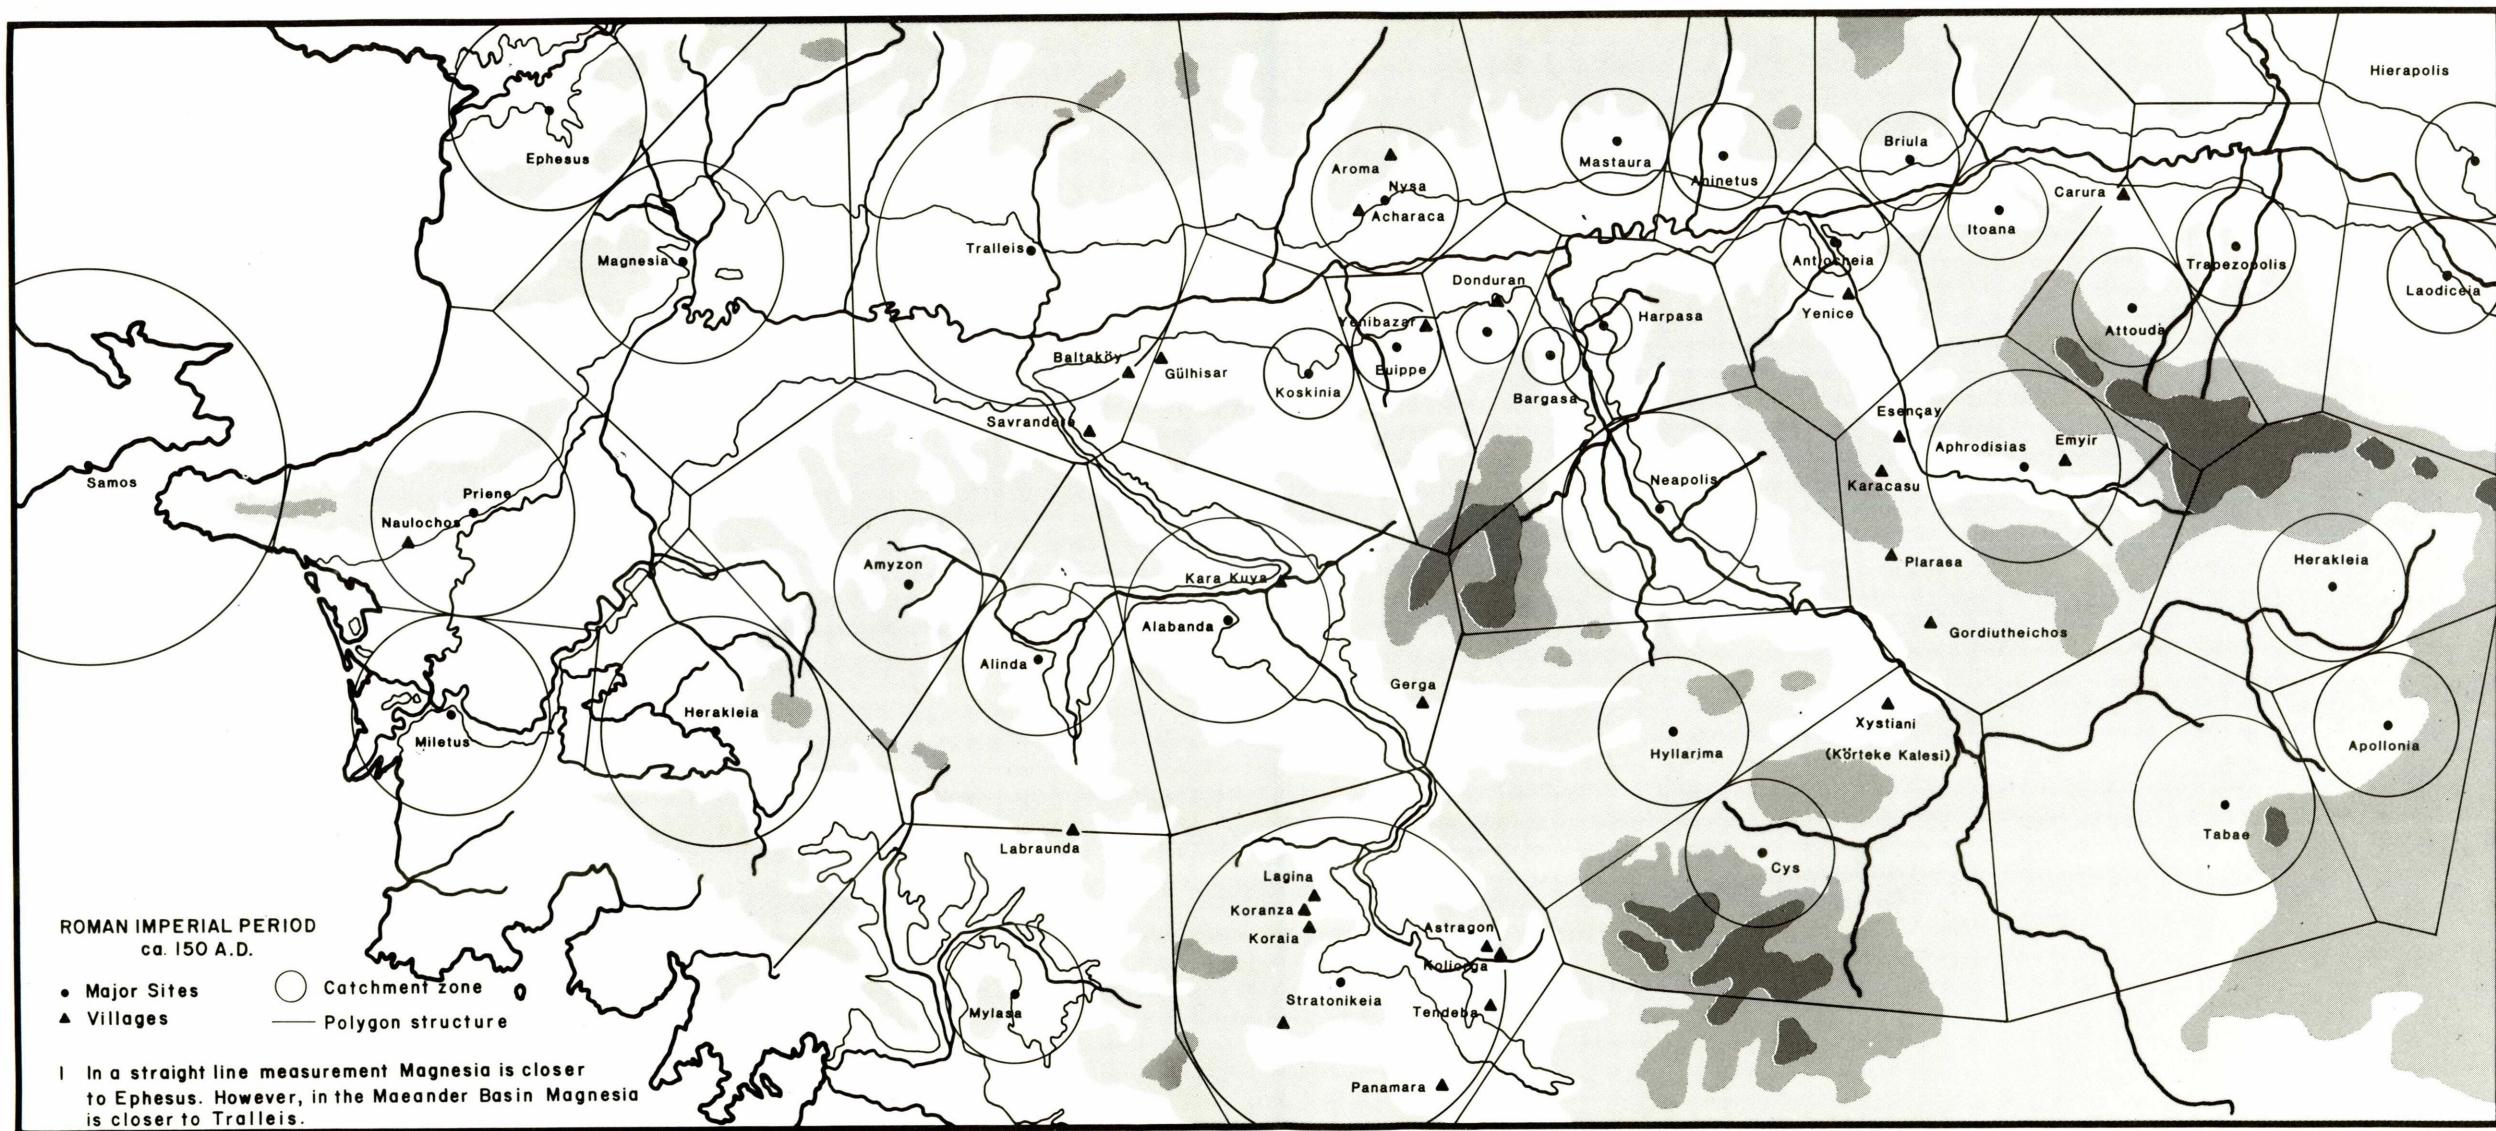 Hierapolis
Ephesus
Aroma
Nysa
Acharaca
Mastaura
Aninetus
Briula
Carura
Itoana
Tralleis
Magnesia
Antiocheia
Trapezopolis
Laodiceia
Donduran
Yenibazar
Harpasa
Yenice
Attouda
Baltaköy
Gülhisar
Koskinia
Euippe
Bargasa
Savrandere
Esençay
Aphrodisias
Emyir
Samos
Priene
Naulochos
Neapolis
Karacasu
Amyzon
Kara Kuya
Plarasa
Herakleia
Alabanda
Alinda
Gordiutheichos
Gerga
Miletus
Herakleia
Hyllarima
Xystiani
(Körteke Kalesi)
Apollonia
Labraunda
Cys
Tabae
Lagina
Koranza
Koraia
Astragon
Koliorga
Mylasa
Stratonikeia
Tendeba
Panamara
ROMAN IMPERIAL PERIOD
ca. 150 A.D.
Major Sites
Catchment zone
Villages
Polygon structure
1 In a straight line measurement Magnesia is closer
to Ephesus. However, in the Maeander Basin Magnesia
is closer to Tralleis.